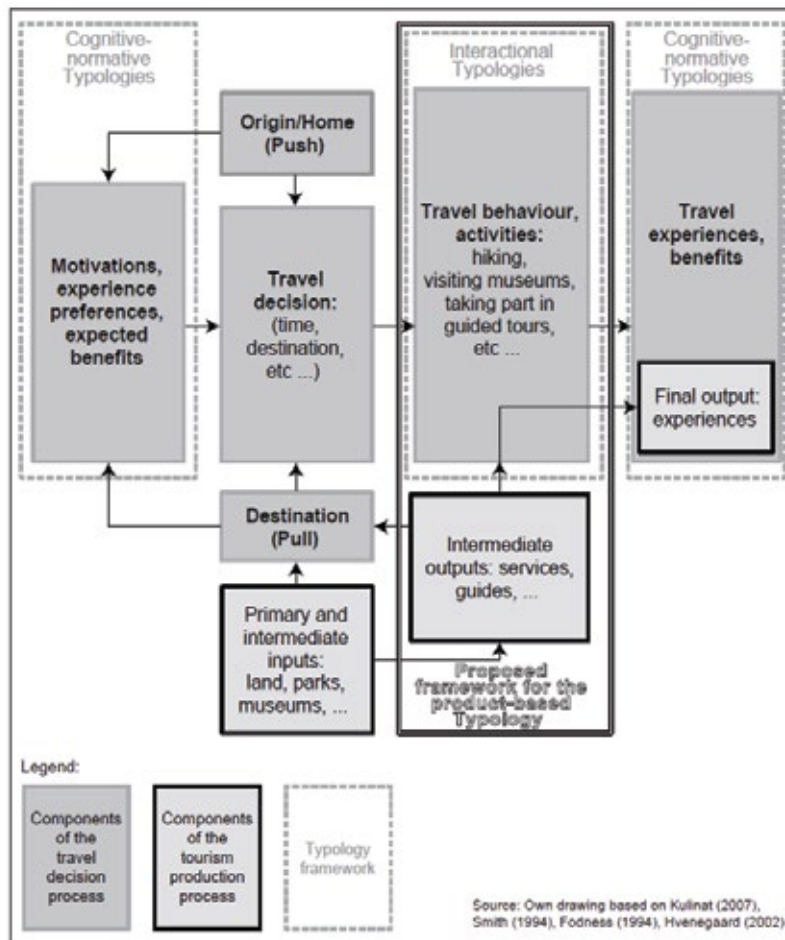 Cognitive-
normative
Typologies
Interactional
Typologies
Cognitive-
normative
Typologies
Origin/Home
(Push)
Motivations,
experience
preferences,
expected
benefits
Travel
decision:
(time,
destination,
etc ...)
Travel behaviour,
activities:
hiking,
visiting museums,
taking part in
guided tours,
etc ...
Travel
experiences,
benefits
Final output:
experiences
Destination
(Pull)
Intermediate
outputs: services,
guides, ...
Primary and
intermediate
inputs:
land, parks,
museums, ...
Proposed
framework for the
product-based
Typology
Legend:
Components
of the
travel
decision
process
Components
of the
tourism
production
process
Typology
framework
Source: Own drawing based on Kulinat (2007),
Smith (1994), Fodness (1994), Hvenegaard (2002)